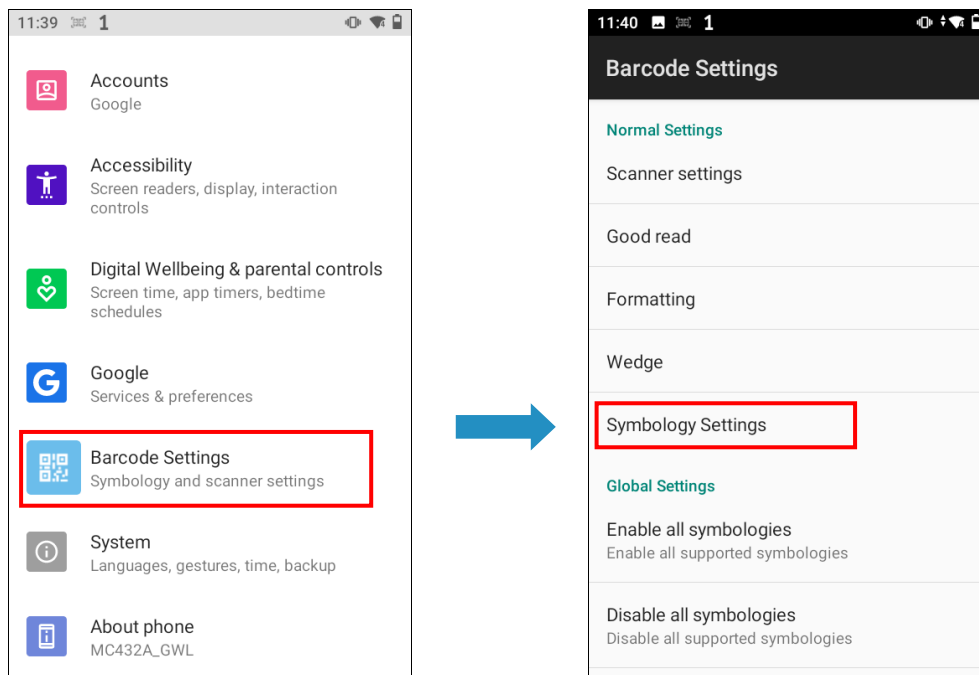 11:39 1
Accounts
Google
Accessibility
Screen readers, display, interaction
controls
Digital Wellbeing & parental controls
Screen time, app timers, bedtime
schedules
Google
Services & preferences
Barcode Settings
Symbology and scanner settings
System
Languages, gestures, time, backup
About phone
MC432A_GWL
11:40 1
Barcode Settings
Normal Settings
Scanner settings
Good read
Formatting
Wedge
Symbology Settings
Global Settings
Enable all symbologies
Enable all supported symbologies
Disable all symbologies
Disable all supported symbologies